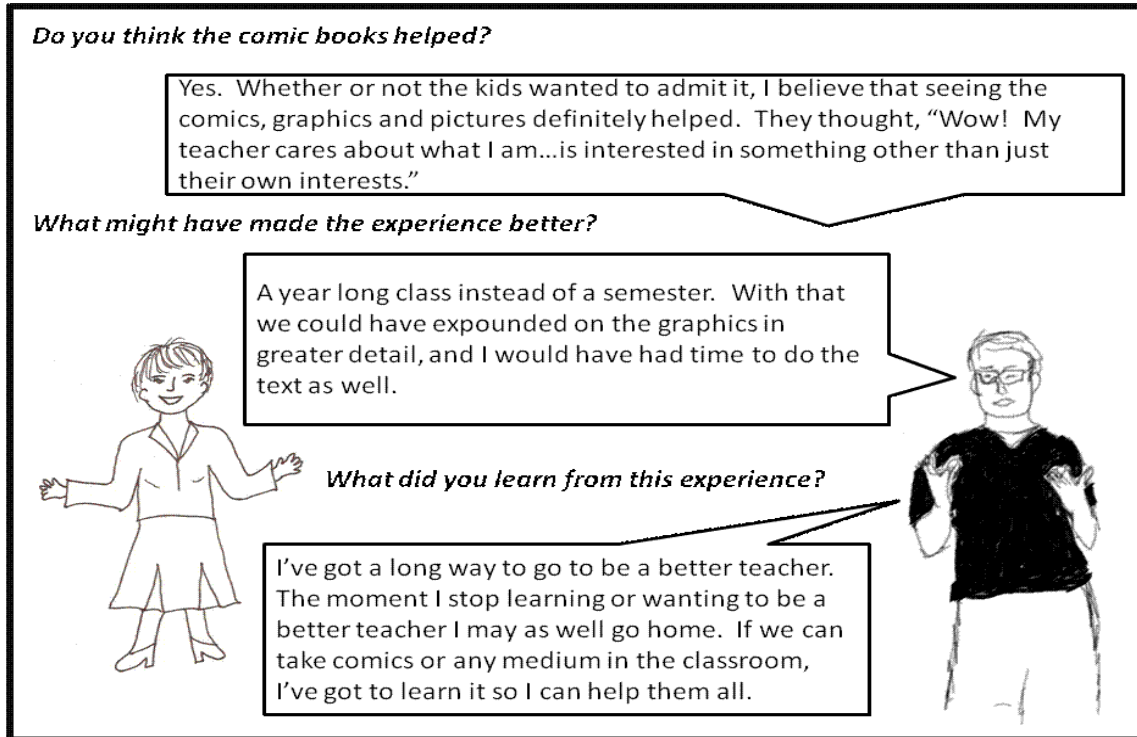 Do you think the comic books helped?
Yes.  Whether or not the kids wanted to admit it, I believe that seeing the
comics, graphics and pictures definitely helped.  They thought, “Wow!  My
teacher cares about what I am...is interested in something other than just
their own interests.”
What might have made the experience better?
A year long class instead of a semester.  With that
we could have expounded on the graphics in
greater detail, and I would have had time to do the
text as well.
What did you learn from this experience?
I’ve got a long way to go to be a better teacher.
The moment I stop learning or wanting to be a
better teacher I may as well go home.  If we can
take comics or any medium in the classroom,
I’ve got to learn it so I can help them all.